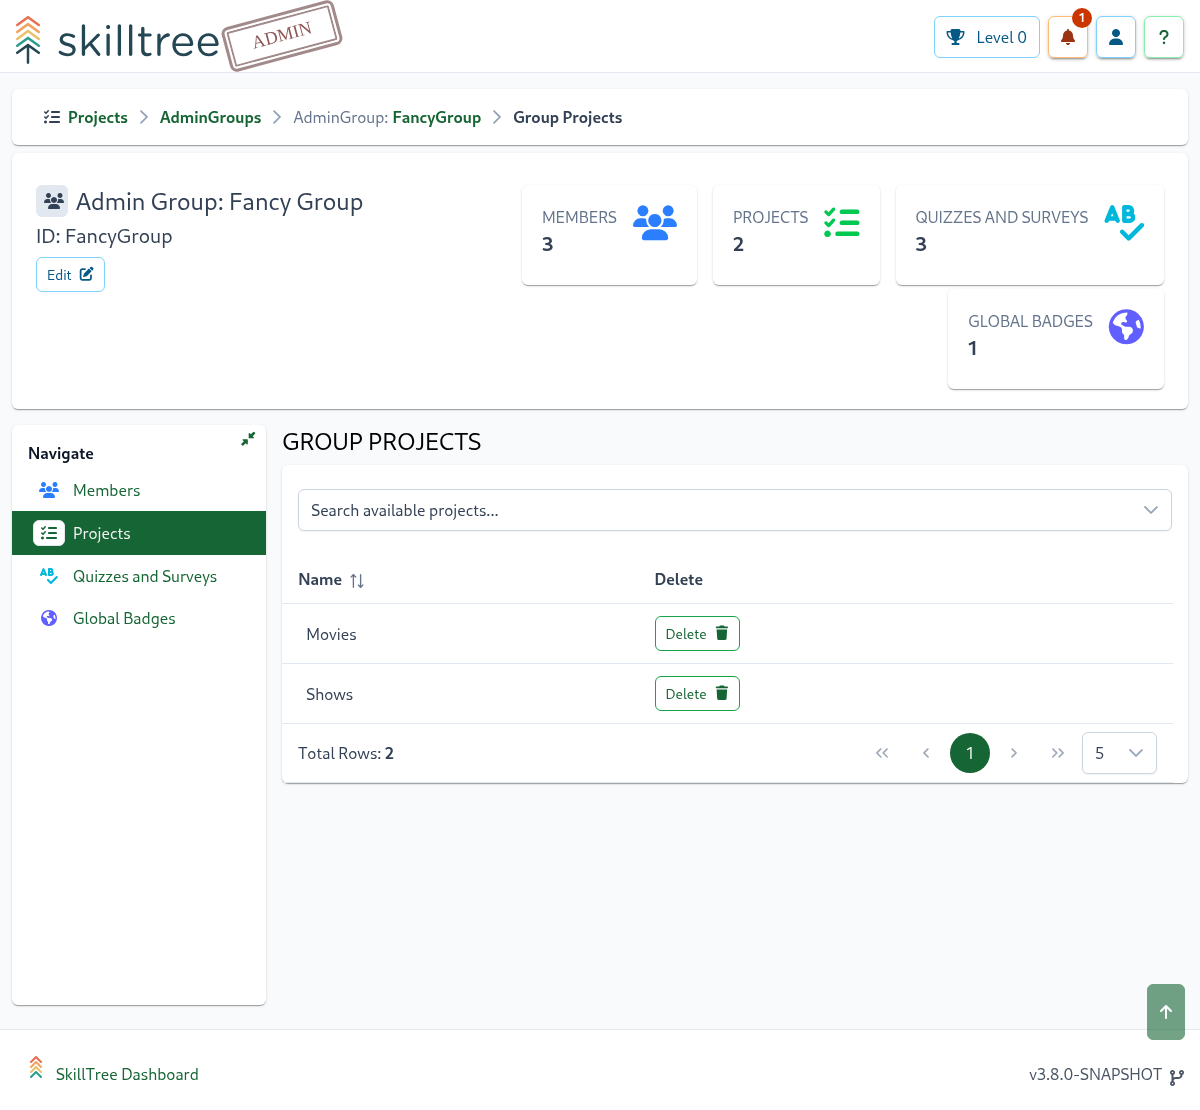 skilltree
ADMIN
Level 0
1
?
Projects
AdminGroups
AdminGroup: FancyGroup
Group Projects
Admin Group: Fancy Group
ID: FancyGroup
Edit
MEMBERS
3
PROJECTS
2
QUIZZES AND SURVEYS
3
AB
GLOBAL BADGES
1
Navigate
Members
Projects
AB
Quizzes and Surveys
Global Badges
GROUP PROJECTS
Search available projects...
Name
Delete
Movies
Delete
Shows
Delete
Total Rows: 2
1
5
SkillTree Dashboard
v3.8.0-SNAPSHOT